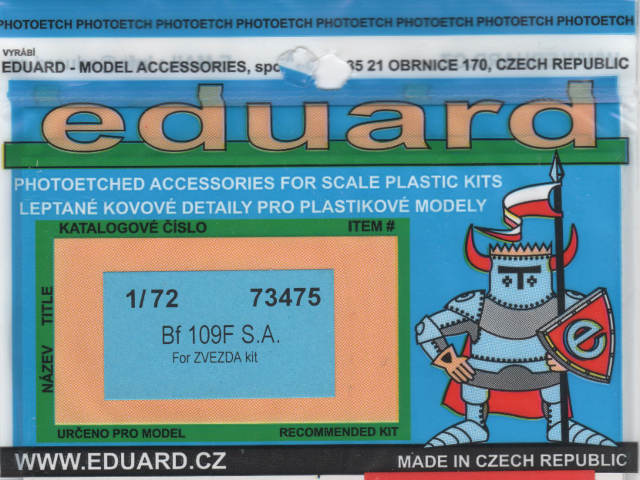 PHOTOETCH PHOTOETCH PHOTOETCH PHOTOETCH PHOTOETCH PHOTOETCH PHOTOETCH PHOTOETCH
VYRÁBÍ
EDUARD - MODEL ACCESSORIES, spo 35 21 OBRNICE 170, CZECH REPUBLIC
eduard
PHOTOETCHED ACCESSORIES FOR SCALE PLASTIC KITS
LEPTANÉ KOVOVÉ DETAILY PRO PLASTIKOVÉ MODELY
KATALOGOVÉ ČÍSLO ITEM #
NÁZEV TITLE
1/72 73475
Bf 109F S.A.
For ZVEZDA kit
URČENO PRO MODEL RECOMMENDED KIT
e
WWW.EDUARD.CZ MADE IN CZECH REPUBLIC